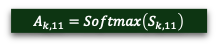 A_{k,11} = Softmax(S_{k,11})